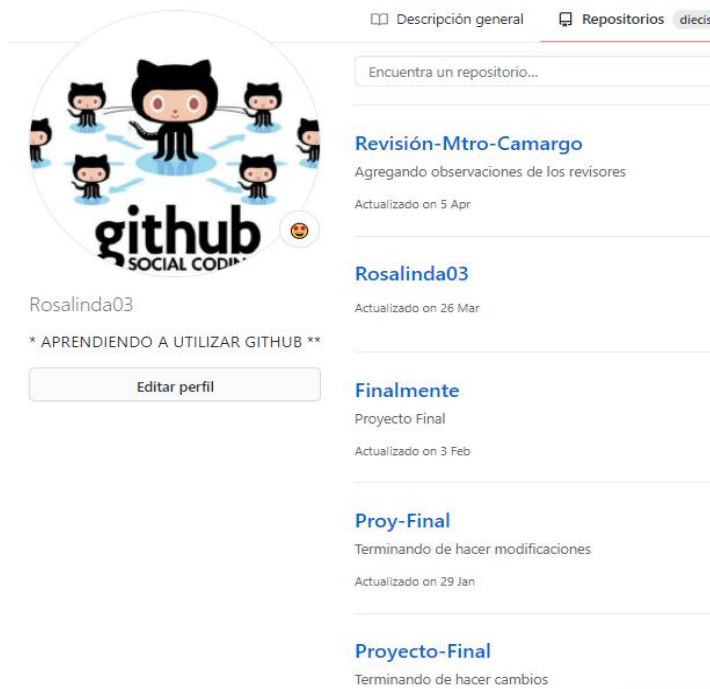 Descripción general
Repositorios
Encuentra un repositorio...
github
SOCIAL CODING
Rosalinda03
* APRENDIENDO A UTILIZAR GITHUB **
Editar perfil
Revisión-Mtro-Camargo
Agregando observaciones de los revisores
Actualizado on 5 Apr
Rosalinda03
Actualizado on 26 Mar
Finalmente
Proyecto Final
Actualizado on 3 Feb
Proy-Final
Terminando de hacer modificaciones
Actualizado on 29 Jan
Proyecto-Final
Terminando de hacer cambios